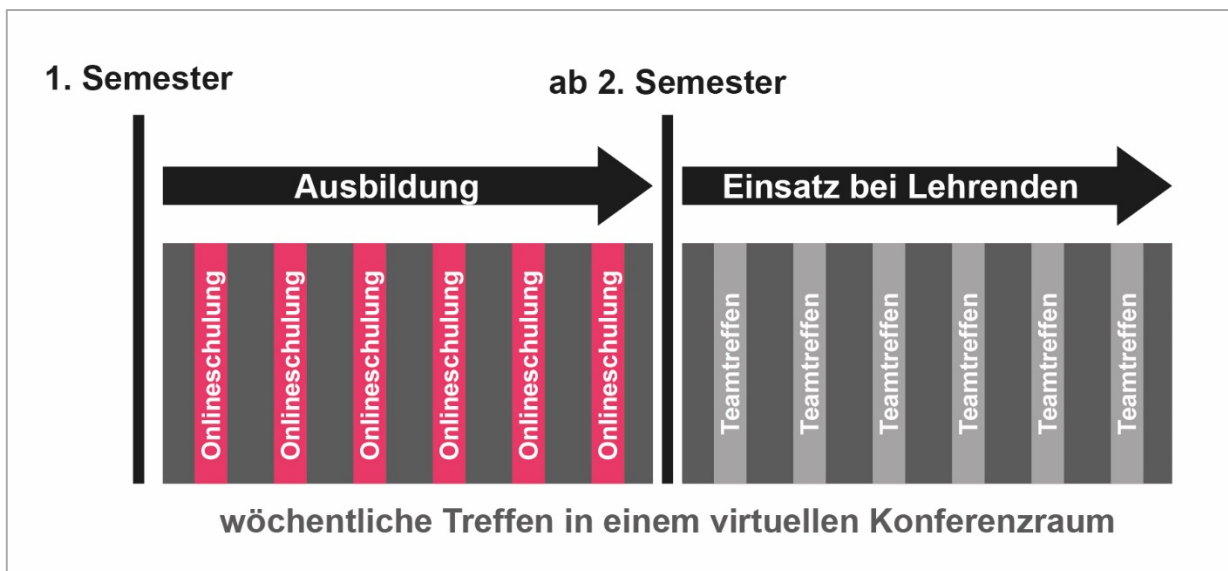 1. Semester
ab 2. Semester
Ausbildung
Einsatz bei Lehrenden
Onlineschulung
Onlineschulung
Onlineschulung
Onlineschulung
Onlineschulung
Onlineschulung
Teamtreffen
Teamtreffen
Teamtreffen
Teamtreffen
Teamtreffen
Teamtreffen
wöchentliche Treffen in einem virtuellen Konferenzraum